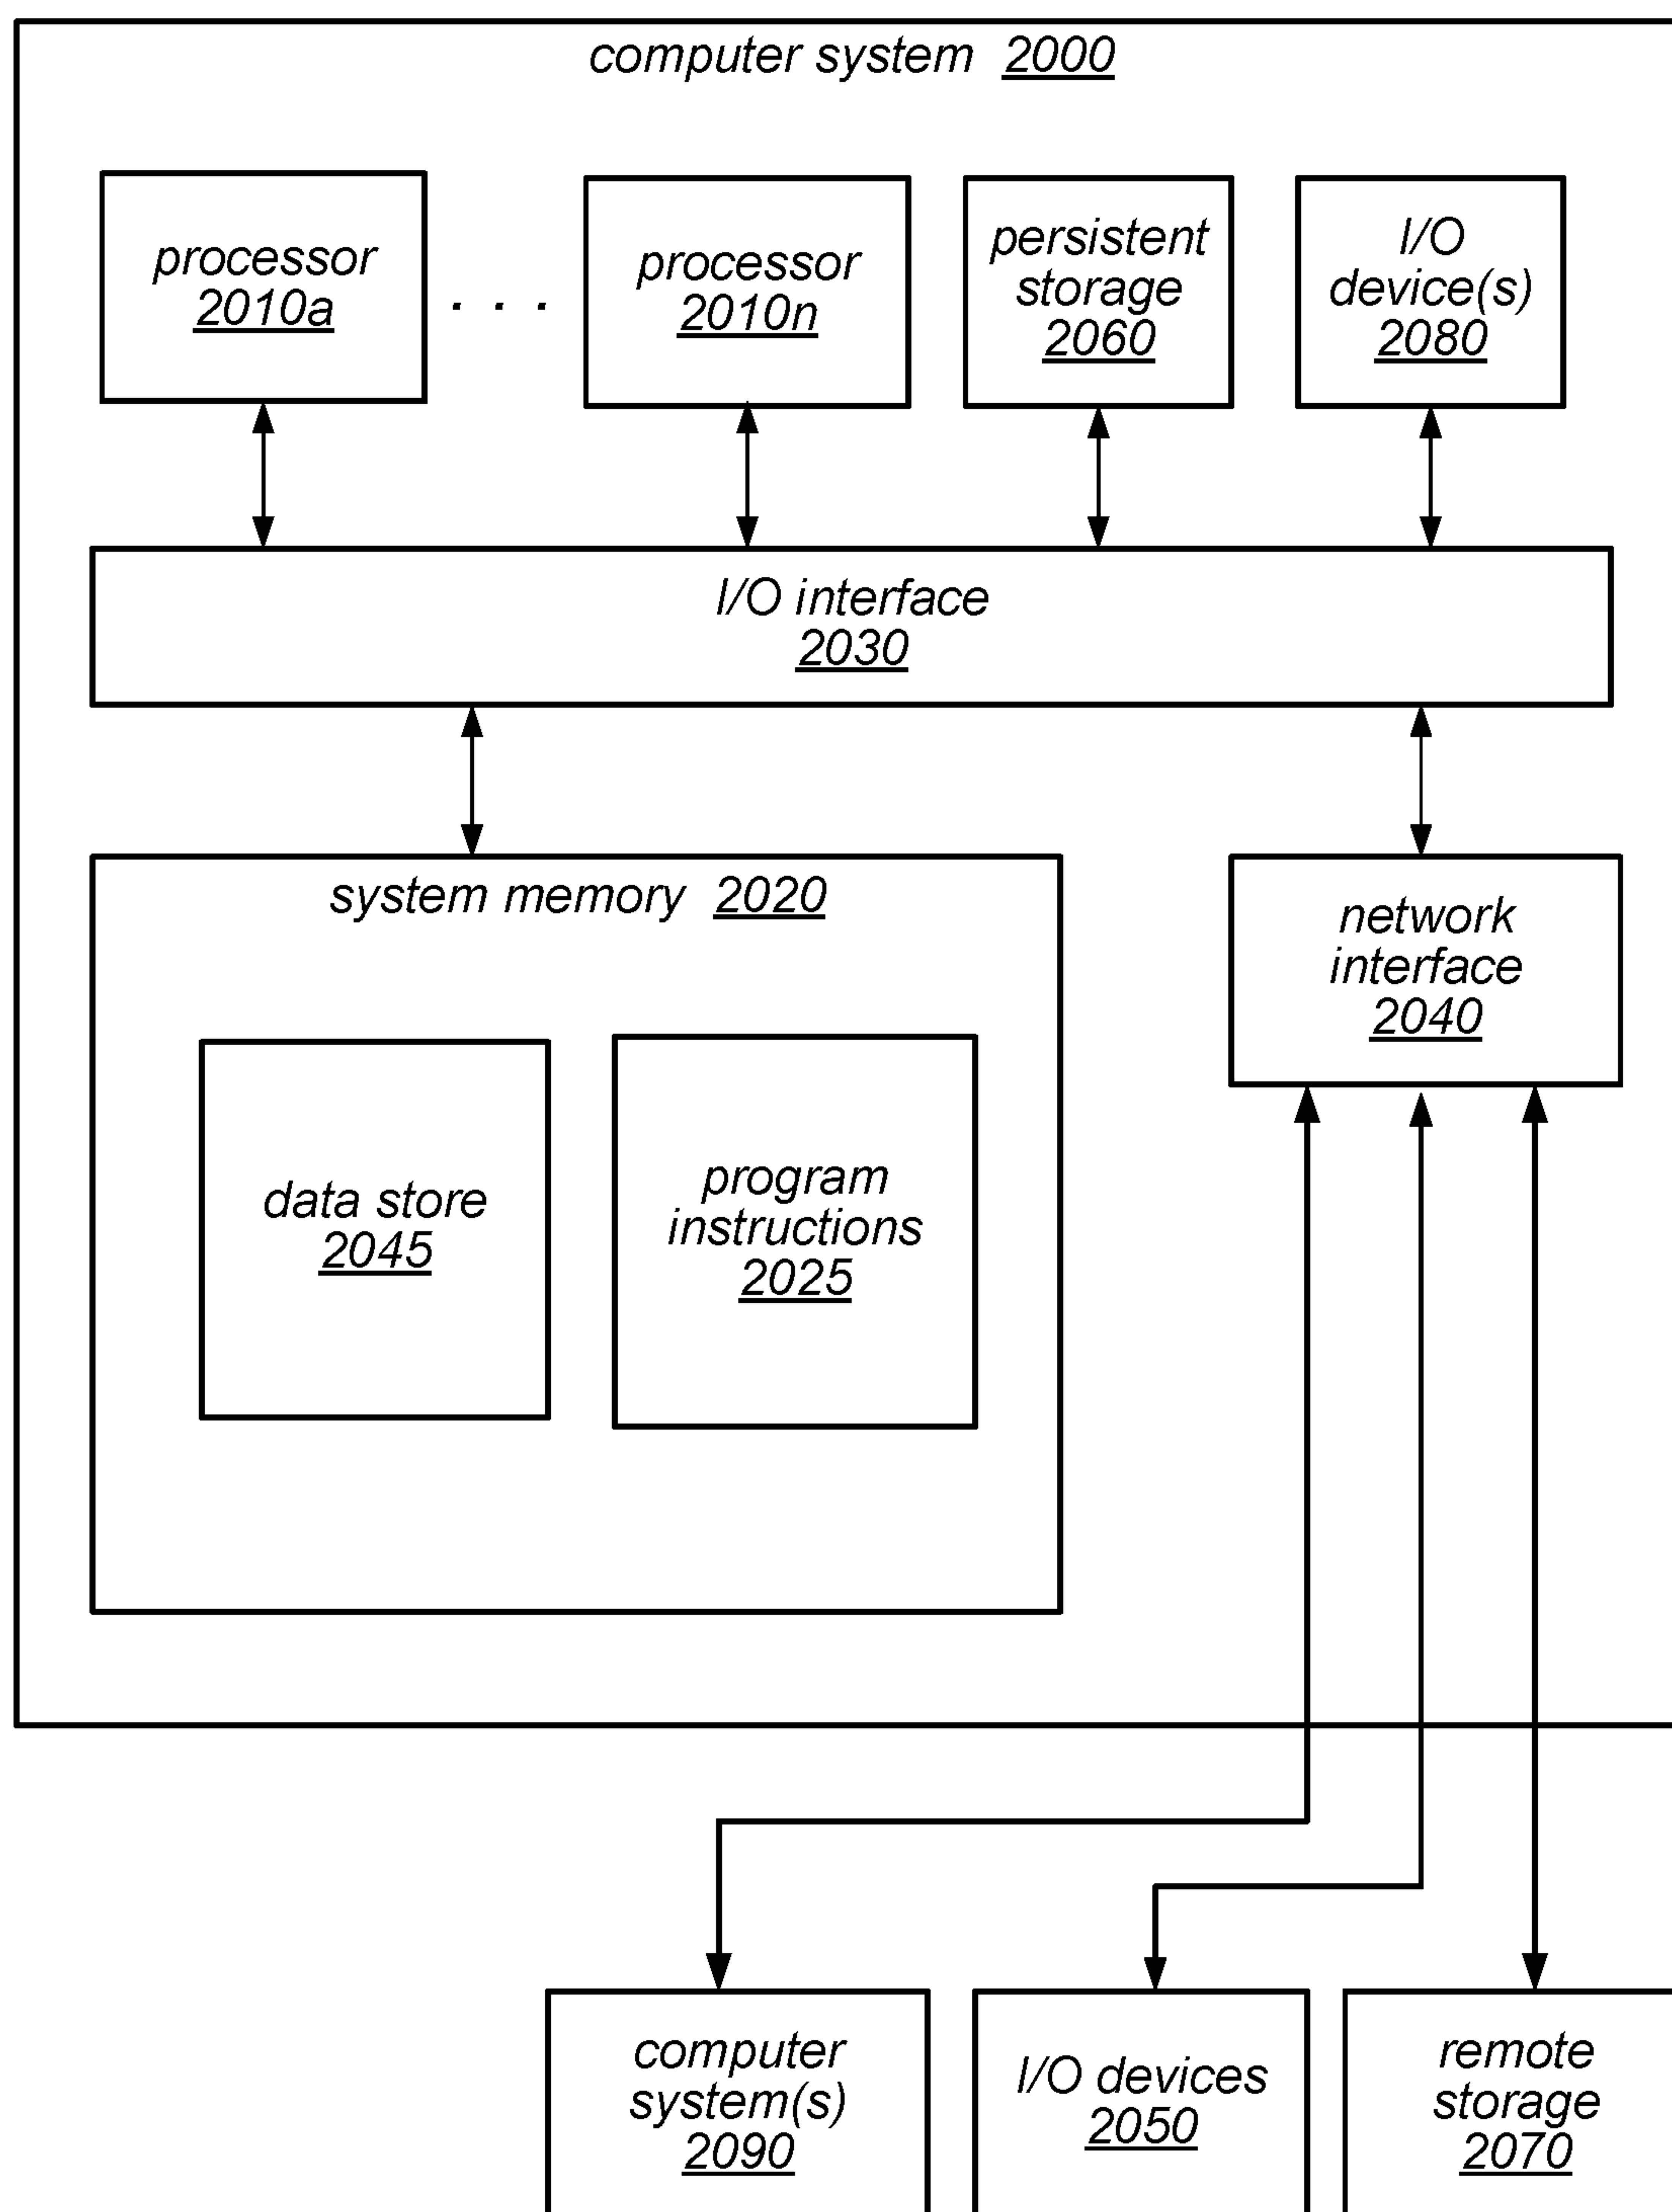 computer system 2000
processor
2010a
. . .
processor
2010n
persistent
storage
2060
I/O
device(s)
2080
I/O interface
2030
system memory 2020
network
interface
2040
data store
2045
program
instructions
2025
computer
system(s)
2090
I/O devices
2050
remote
storage
2070